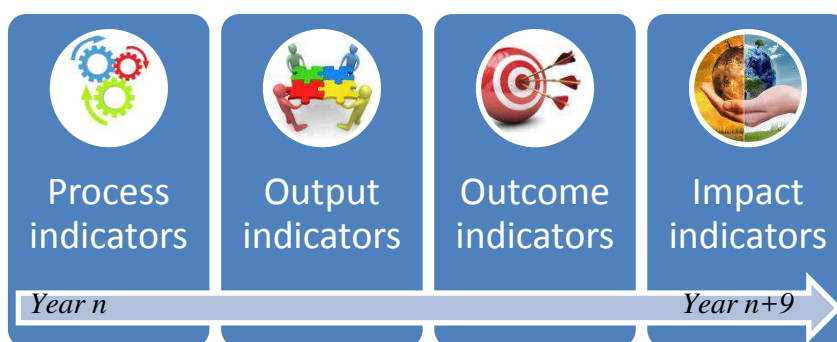 Process
indicators
Output
indicators
Outcome
indicators
Impact
indicators
Year n
Year n+9